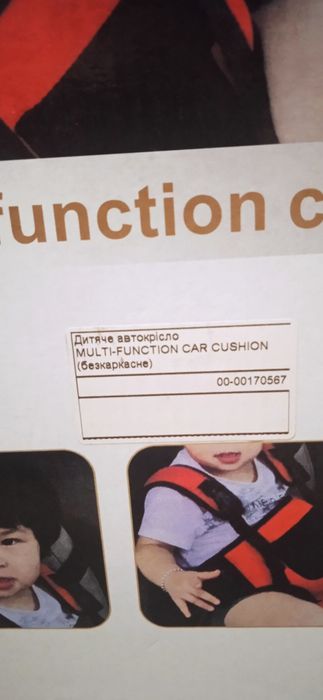 function c
Дитяче автокрісло
MULTI-FUNCTION CAR CUSHION
(безкаркасне)
00-00170567